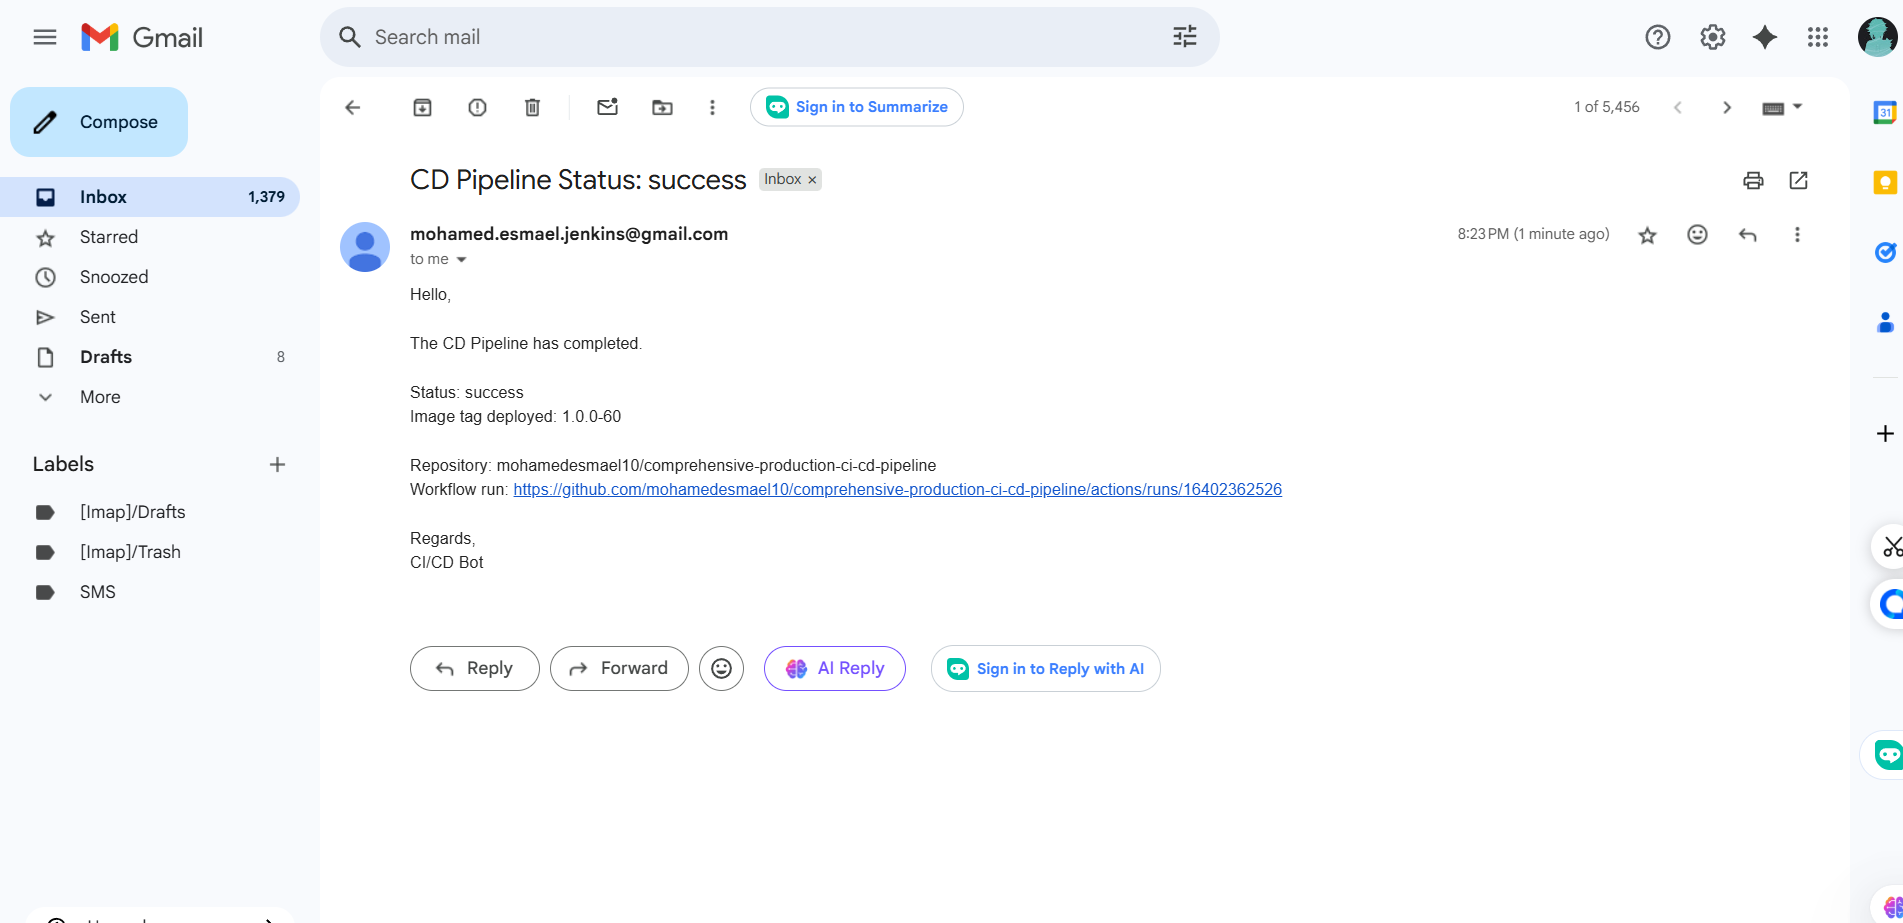 Gmail
Search mail
Compose
Inbox 1,379
Starred
Snoozed
Sent
Drafts 8
More
Labels
[Imap]/Drafts
[Imap]/Trash
SMS
Sign in to Summarize
1 of 5,456
31
CD Pipeline Status: success Inbox ×
mohamed.esmael.jenkins@gmail.com
8:23 PM (1 minute ago)
to me
Hello,
The CD Pipeline has completed.
Status: success
Image tag deployed: 1.0.0-60
Repository: mohamedesmael10/comprehensive-production-ci-cd-pipeline
Workflow run: https://github.com/mohamedesmael10/comprehensive-production-ci-cd-pipeline/actions/runs/16402362526
Regards,
CI/CD Bot
Reply
Forward
AI Reply
Sign in to Reply with AI